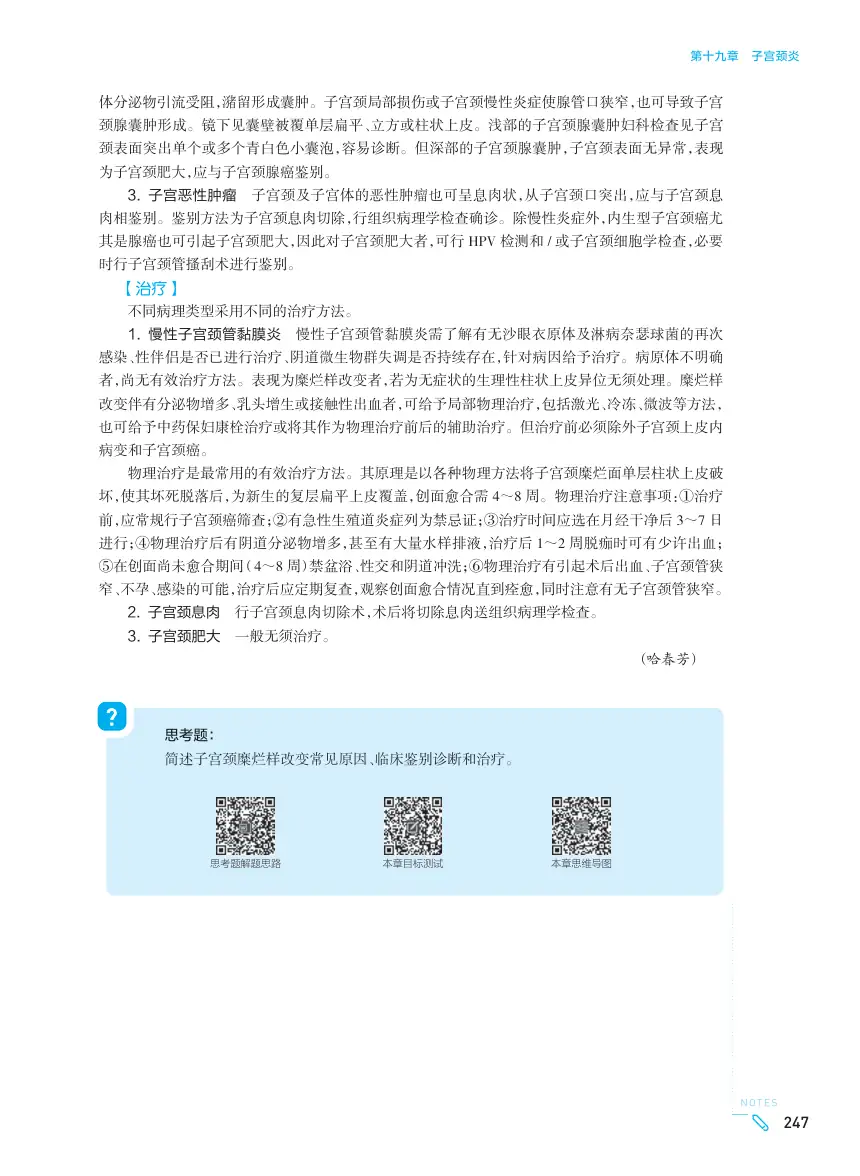 第十九章 子宫颈炎
体分泌物引流受阻，潴留形成囊肿。子宫颈局部损伤或子宫颈慢性炎症使腺管口狭窄，也可导致子宫
颈腺囊肿形成。镜下见囊壁被覆单层扁平、立方或柱状上皮。浅部的子宫颈腺囊肿妇科检查见子宫
颈表面突出单个或多个青白色小囊泡，容易诊断。但深部的子宫颈腺囊肿，子宫颈表面无异常，表现
为子宫颈肥大，应与子宫颈腺癌鉴别。
3. 子宫恶性肿瘤 子宫颈及子宫体的恶性肿瘤也可呈息肉状，从子宫颈口突出，应与子宫颈息
肉相鉴别。鉴别方法为子宫颈息肉切除，行组织病理学检查确诊。除慢性炎症外，内生型子宫颈癌尤
其是腺癌也可引起子宫颈肥大，因此对子宫颈肥大者，可行 HPV 检测和 / 或子宫颈细胞学检查，必要
时行子宫颈管搔刮术进行鉴别。
【治疗】
不同病理类型采用不同的治疗方法。
1. 慢性子宫颈管黏膜炎 慢性子宫颈管黏膜炎需了解有无沙眼衣原体及淋病奈瑟球菌的再次
感染、性伴侣是否已进行治疗、阴道微生物群失调是否持续存在，针对病因给予治疗。病原体不明确
者，尚无有效治疗方法。表现为糜烂样改变者，若为无症状的生理性柱状上皮异位无须处理。糜烂样
改变伴有分泌物增多、乳头增生或接触性出血者，可给予局部物理治疗，包括激光、冷冻、微波等方法，
也可给予中药保妇康栓治疗或将其作为物理治疗前后的辅助治疗。但治疗前必须除外子宫颈上皮内
病变和子宫颈癌。
物理治疗是最常用的有效治疗方法。其原理是以各种物理方法将子宫颈糜烂面单层柱状上皮破
坏，使其坏死脱落后，为新生的复层扁平上皮覆盖，创面愈合需 4～8 周。物理治疗注意事项：①治疗
前，应常规行子宫颈癌筛查；②有急性生殖道炎症列为禁忌证；③治疗时间应选在月经干净后 3～7 日
进行；④物理治疗后有阴道分泌物增多，甚至有大量水样排液，治疗后 1～2 周脱痂时可有少许出血；
⑤在创面尚未愈合期间（4～8 周）禁盆浴、性交和阴道冲洗；⑥物理治疗有引起术后出血、子宫颈管狭
窄、不孕、感染的可能，治疗后应定期复查，观察创面愈合情况直到痊愈，同时注意有无子宫颈管狭窄。
2. 子宫颈息肉 行子宫颈息肉切除术，术后将切除息肉送组织病理学检查。
3. 子宫颈肥大 一般无须治疗。
（哈春芳）
?
思考题：
简述子宫颈糜烂样改变常见原因、临床鉴别诊断和治疗。
思考题解题思路
本章目标测试
本章思维导图
NOTES
247